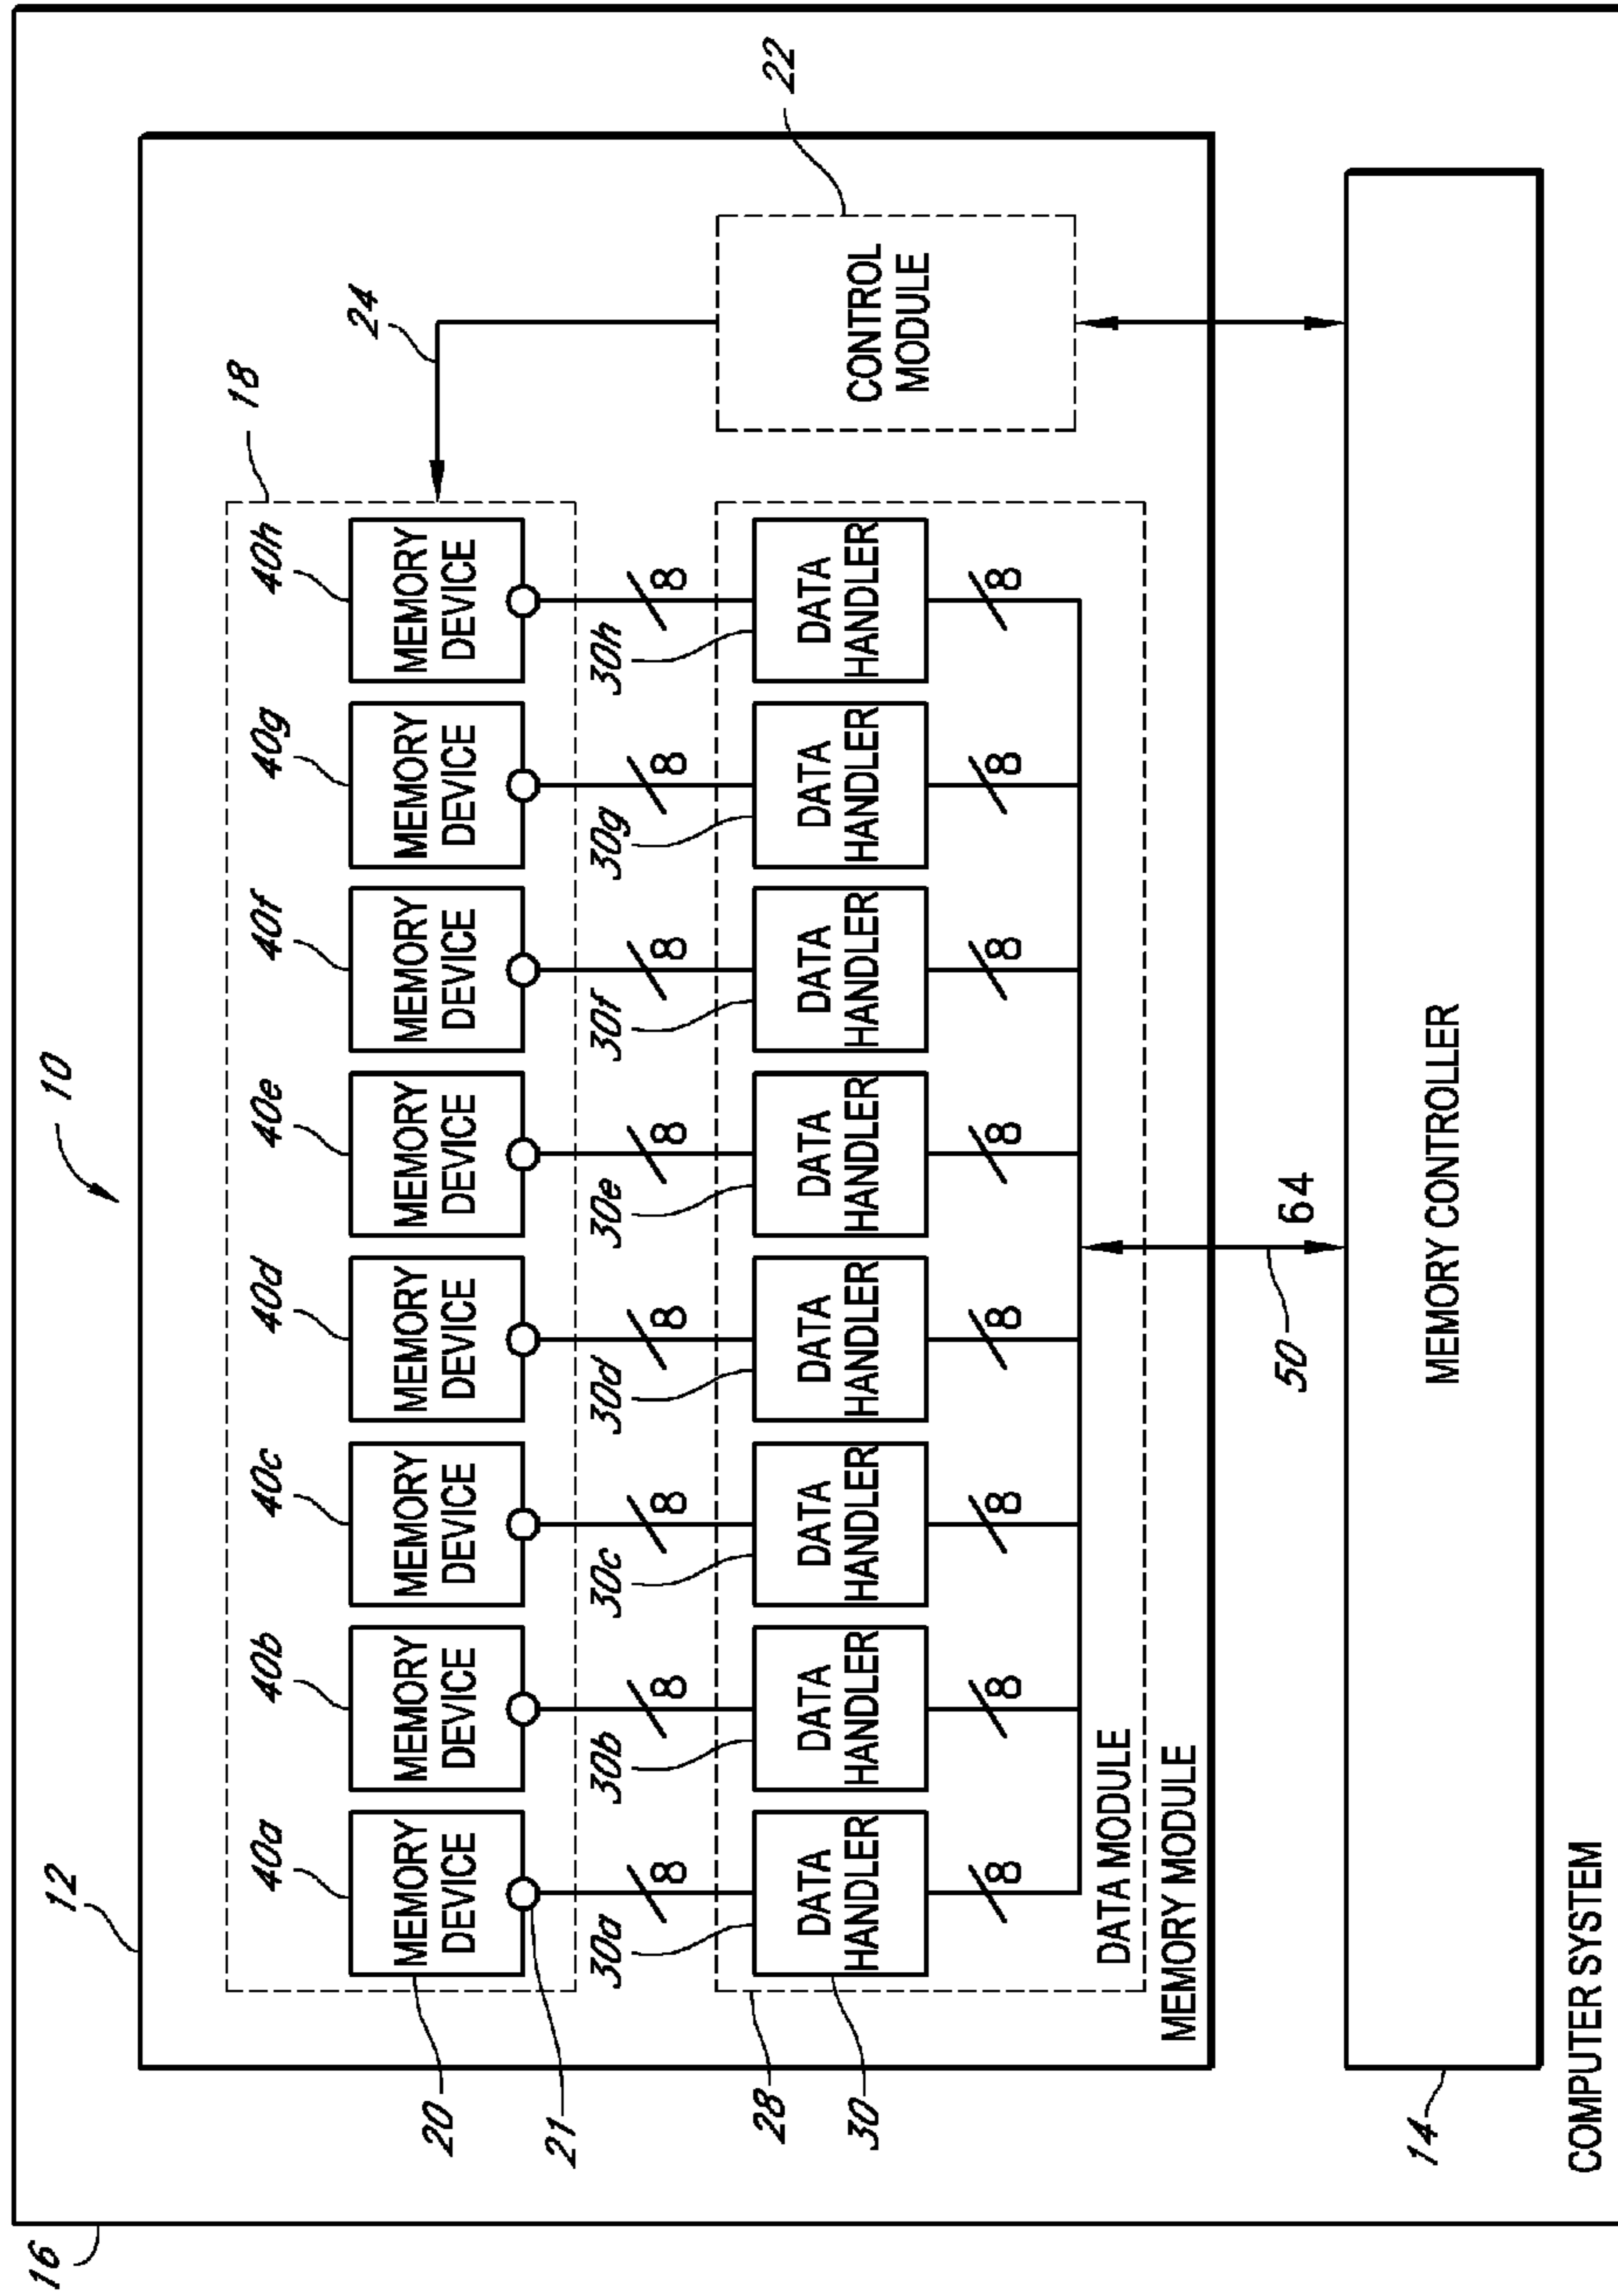 10
16
12
18
24
22
40a
40b
40c
40d
40e
40f
40g
40h
MEMORY
DEVICE
MEMORY
DEVICE
MEMORY
DEVICE
MEMORY
DEVICE
MEMORY
DEVICE
MEMORY
DEVICE
MEMORY
DEVICE
MEMORY
DEVICE
20
21
8
8
8
8
8
8
8
8
30a
30b
30c
30d
30e
30f
30g
30h
28
DATA
HANDLER
DATA
HANDLER
DATA
HANDLER
DATA
HANDLER
DATA
HANDLER
DATA
HANDLER
DATA
HANDLER
DATA
HANDLER
30
CONTROL
MODULE
8
8
8
8
8
8
8
8
DATA MODULE
MEMORY MODULE
50
64
MEMORY CONTROLLER
14
COMPUTER SYSTEM